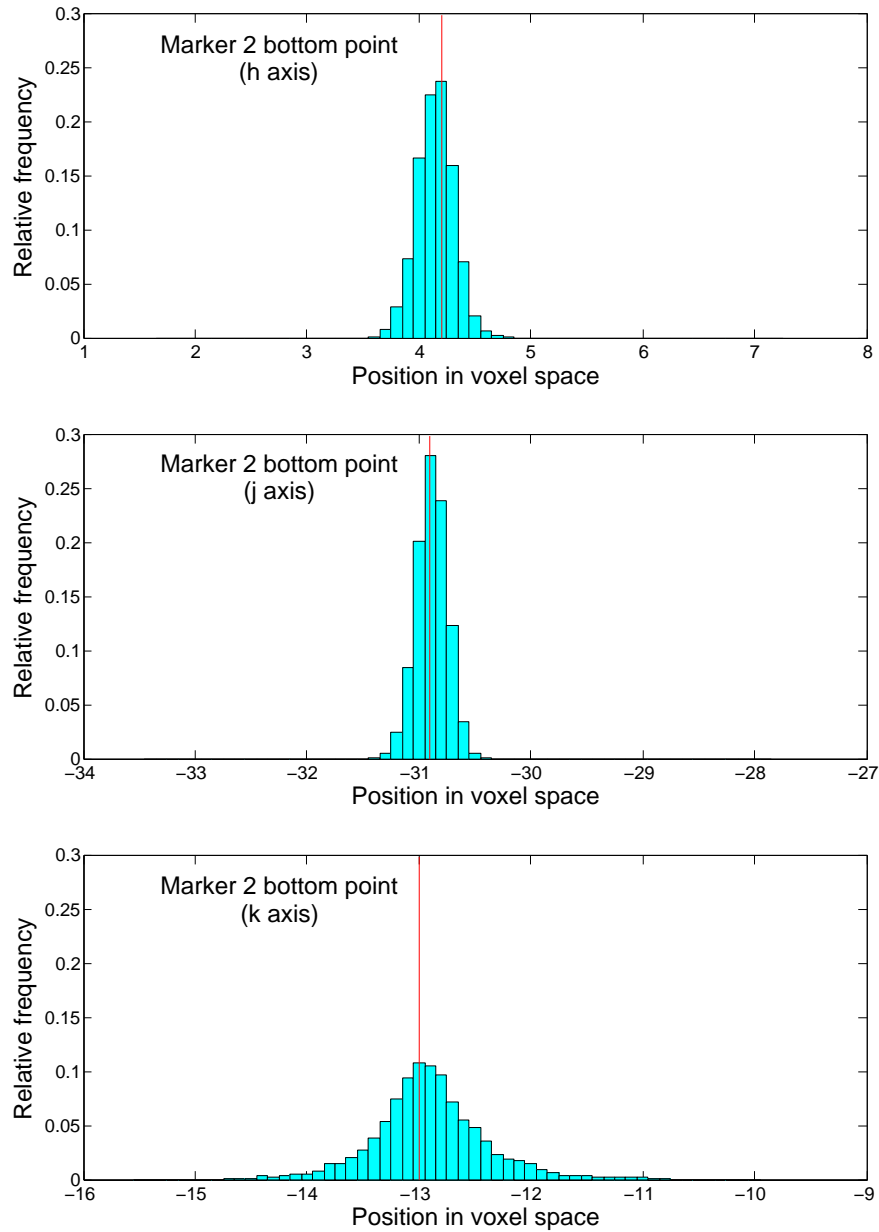 0.3
Marker 2 bottom point
(h axis)
0.25
0.2
0.15
0.1
0.05
0
Relative frequency
1 2 3 4 5 6 7 8
Position in voxel space
0.3
Marker 2 bottom point
(j axis)
0.25
0.2
0.15
0.1
0.05
0
Relative frequency
−34 −33 −32 −31 −30 −29 −28 −27
Position in voxel space
0.3
Marker 2 bottom point
(k axis)
0.25
0.2
0.15
0.1
0.05
0
Relative frequency
−16 −15 −14 −13 −12 −11 −10 −9
Position in voxel space